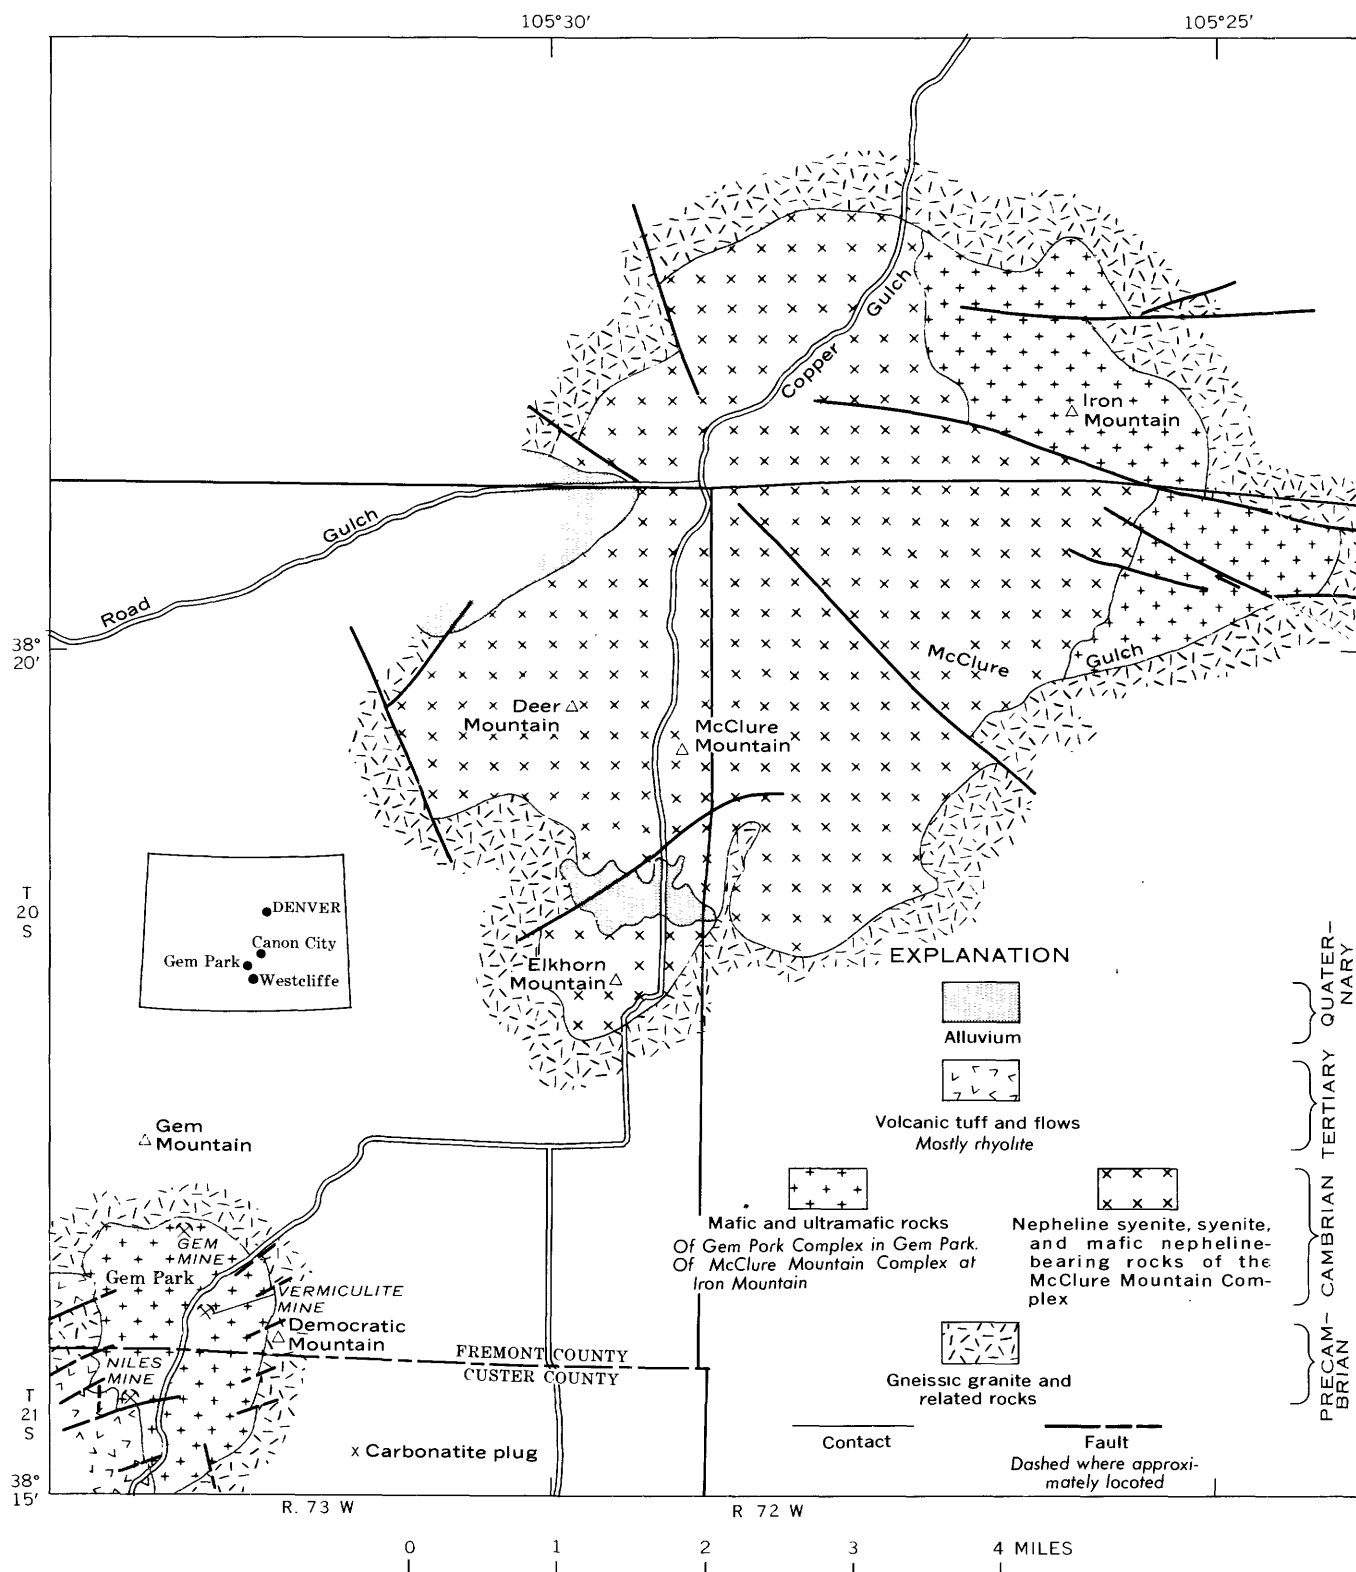 105°30′
105°25′
Gulch
Copper
Iron
Mountain
Gulch
Road
38°
20′
McClure
Gulch
Deer
Mountain
McClure
Mountain
T
20
S
DENVER
Canon City
Gem Park
Westcliffe
Elkhorn
Mountain
EXPLANATION
Alluvium
QUATER-
NARY
Volcanic tuff and flows
Mostly rhyolite
TERTIARY
Gem
Mountain
Mafic and ultramafic rocks
Of Gem Pork Complex in Gem Park.
Of McClure Mountain Complex at
Iron Mountain
Nepheline syenite, syenite,
and mafic nepheline-
bearing rocks of the
McClure Mountain Com-
plex
CAMBRIAN
GEM
MINE
Gem Park
VERMICULITE
MINE
Democratic
Mountain
NILES
MINE
FREMONT COUNTY
CUSTER COUNTY
Gneissic granite and
related rocks
PRECAM-
BRIAN
T
21
S
Contact
Fault
Dashed where approxi-
mately locoted
x Carbonatite plug
38°
15′
R. 73 W
R 72 W
0 1 2 3 4 MILES